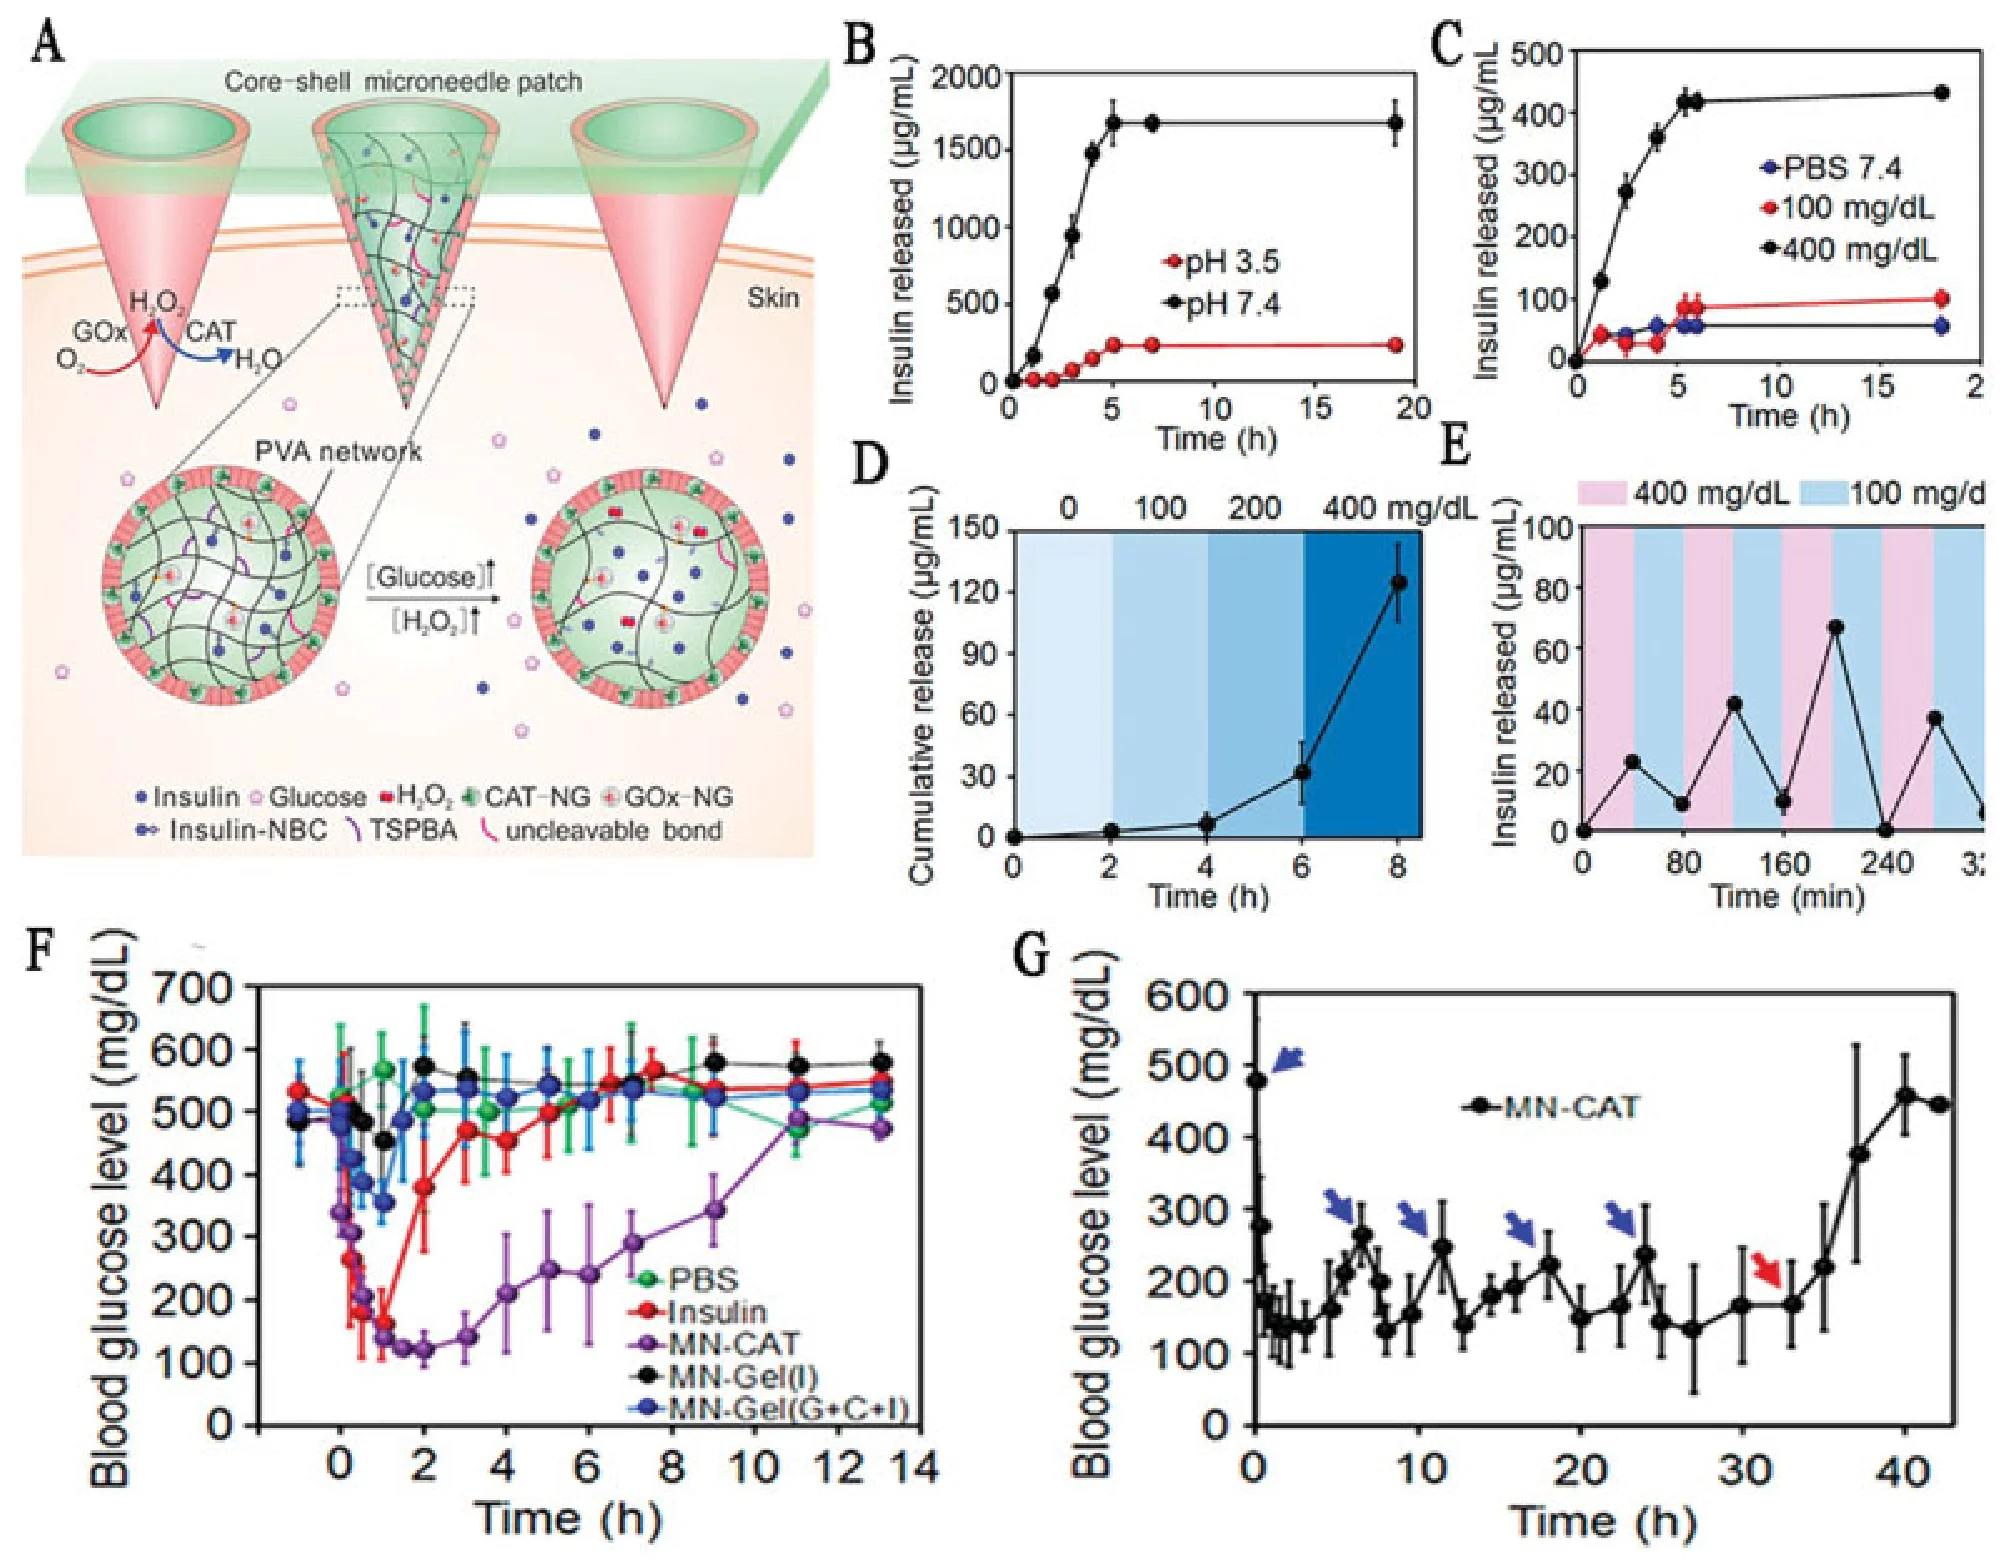 A
Core-shell microneedle patch
Skin
H₂O₂
GOx
CAT
O₂
H₂O
PVA network
[Glucose]↑
[H₂O₂]↑
Insulin Glucose H₂O₂ CAT-NG GOx-NG
Insulin-NBC TSPBA uncleavable bond
B
Insulin released (µg/mL)
2000
1500
1000
500
0
pH 3.5
pH 7.4
0 5 10 15 20
Time (h)
C
Insulin released (µg/mL
500
400
300
200
100
0
PBS 7.4
100 mg/dL
400 mg/dL
0 5 10 15 2
Time (h)
D
0 100 200 400 mg/dL
Cumulative release (µg/mL)
150
120
90
60
30
0
0 2 4 6 8
Time (h)
E
400 mg/dL 100 mg/d
Insulin released (µg/mL)
100
80
60
40
20
0
0 80 160 240 32
Time (min)
F
Blood glucose level (mg/dL)
700
600
500
400
300
200
100
0
PBS
Insulin
MN-CAT
MN-Gel(I)
MN-Gel(G+C+I)
0 2 4 6 8 10 12 14
Time (h)
G
Blood glucose level (mg/dL)
600
500
400
300
200
100
0
MN-CAT
0 10 20 30 40
Time (h)